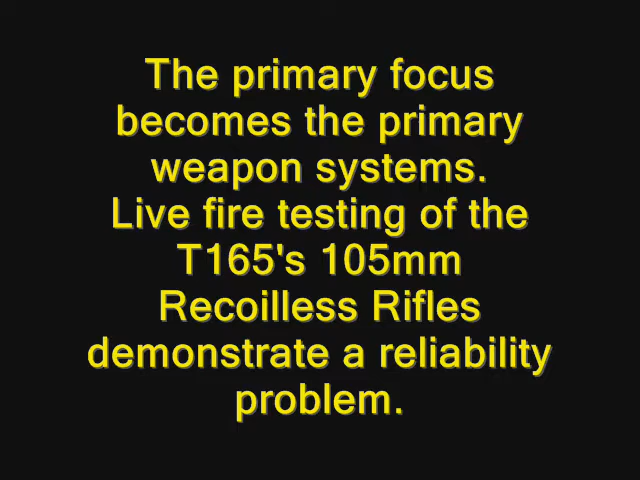 The primary focus
becomes the primary
weapon systems.
Live fire testing of the
T165's 105mm
Recoilless Rifles
demonstrate a reliability
problem.